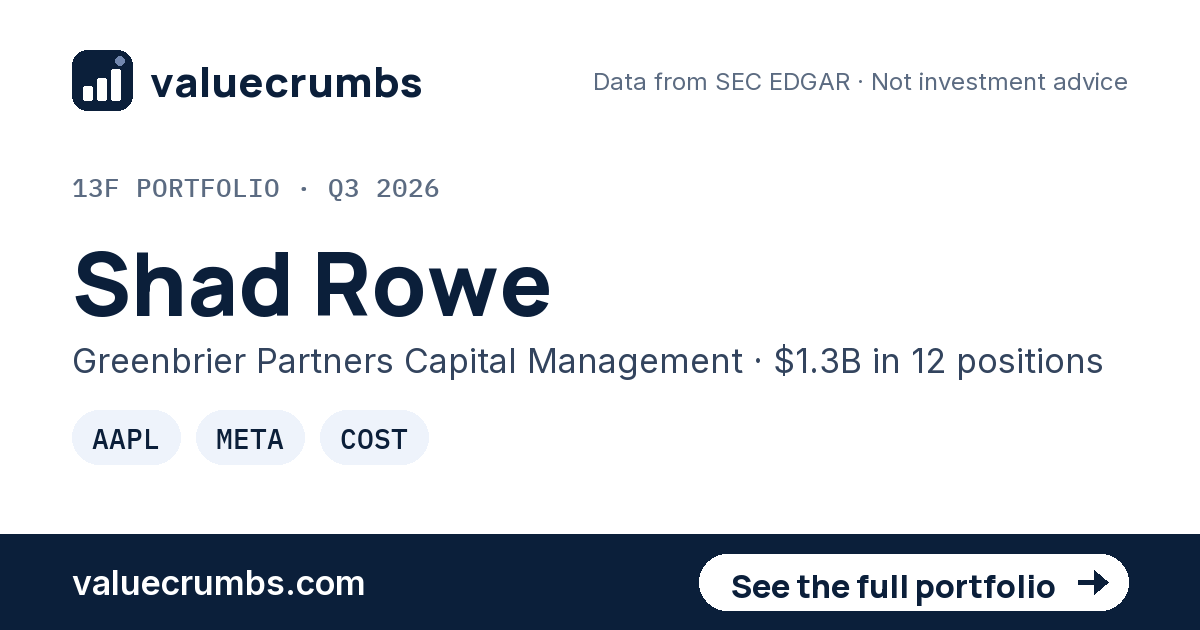 valuecrumbs
Data from SEC EDGAR · Not investment advice
13F PORTFOLIO · Q3 2026
Shad Rowe
Greenbrier Partners Capital Management · $1.3B in 12 positions
AAPL META COST
valuecrumbs.com
See the full portfolio →